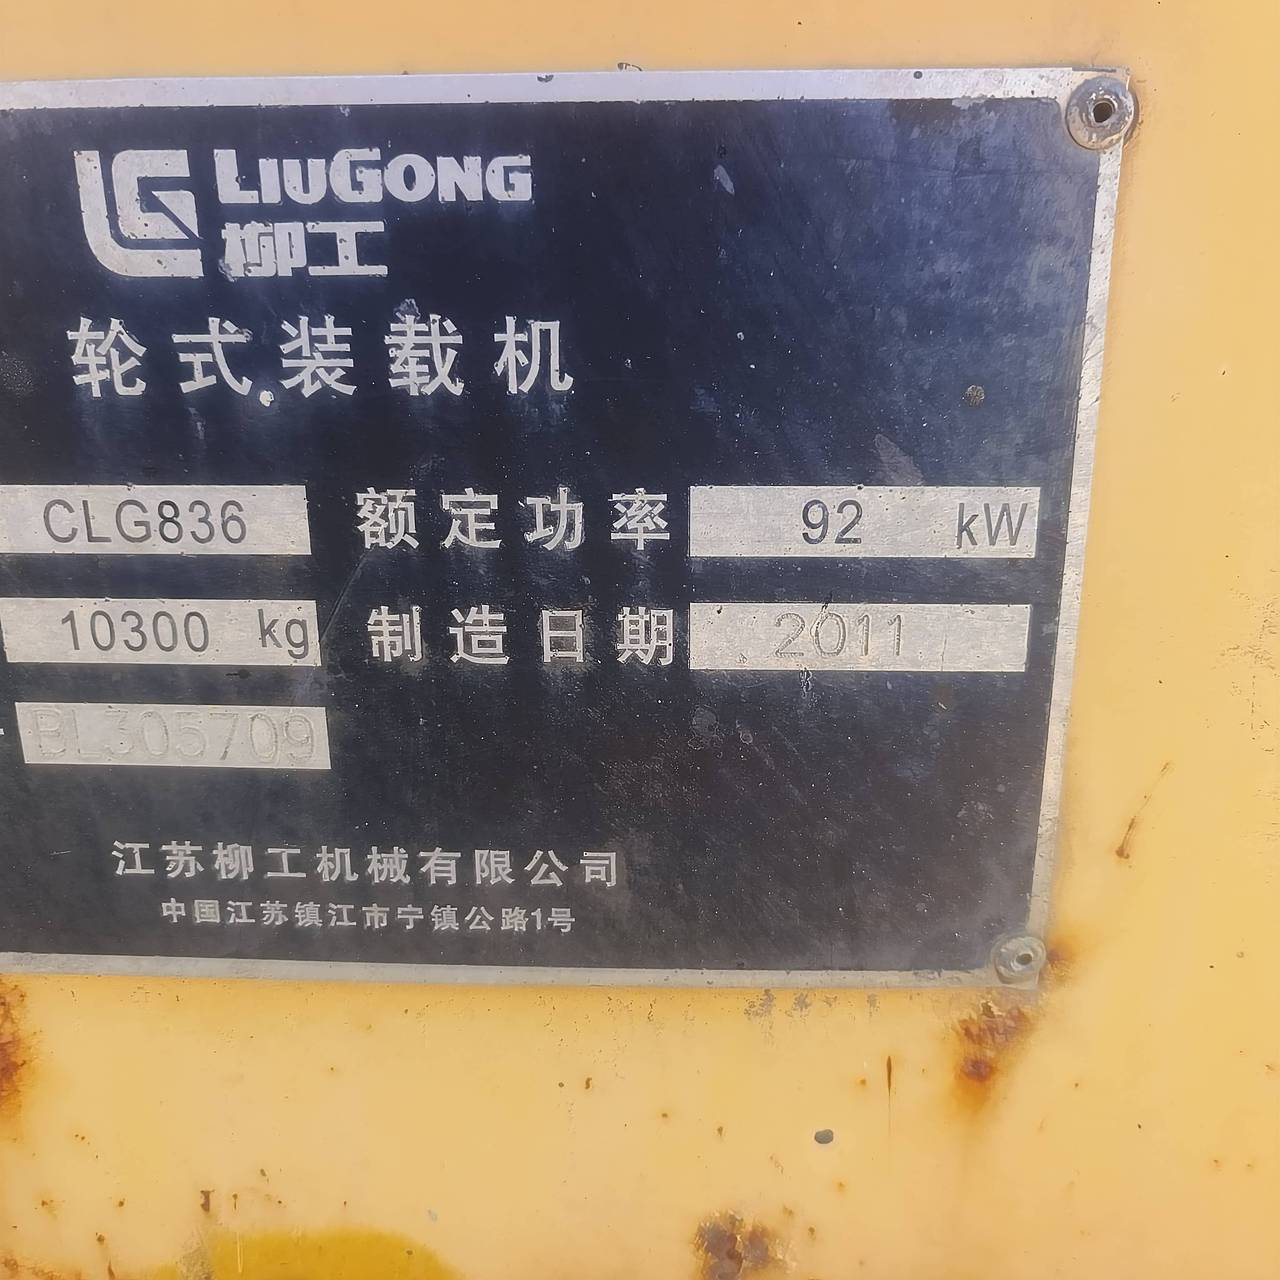 LIUGONG
柳工
轮式装载机
CLG836 额定功率 92 kW
10300 kg 制造日期 2011
BL305709
江苏柳工机械有限公司
中国江苏镇江市宁镇公路1号